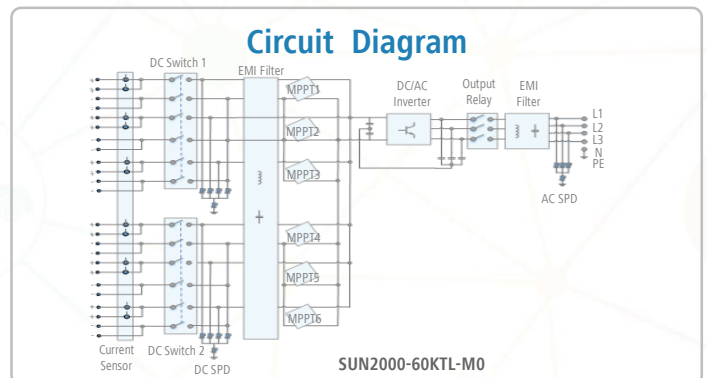 Circuit Diagram
DC Switch 1
EMI Filter
MPPT1
MPPT2
MPPT3
MPPT4
MPPT5
MPPT6
DC/AC
Inverter
Output
Relay
EMI
Filter
L1
L2
L3
N
PE
AC SPD
Current
Sensor
DC Switch 2
DC SPD
SUN2000-60KTL-M0